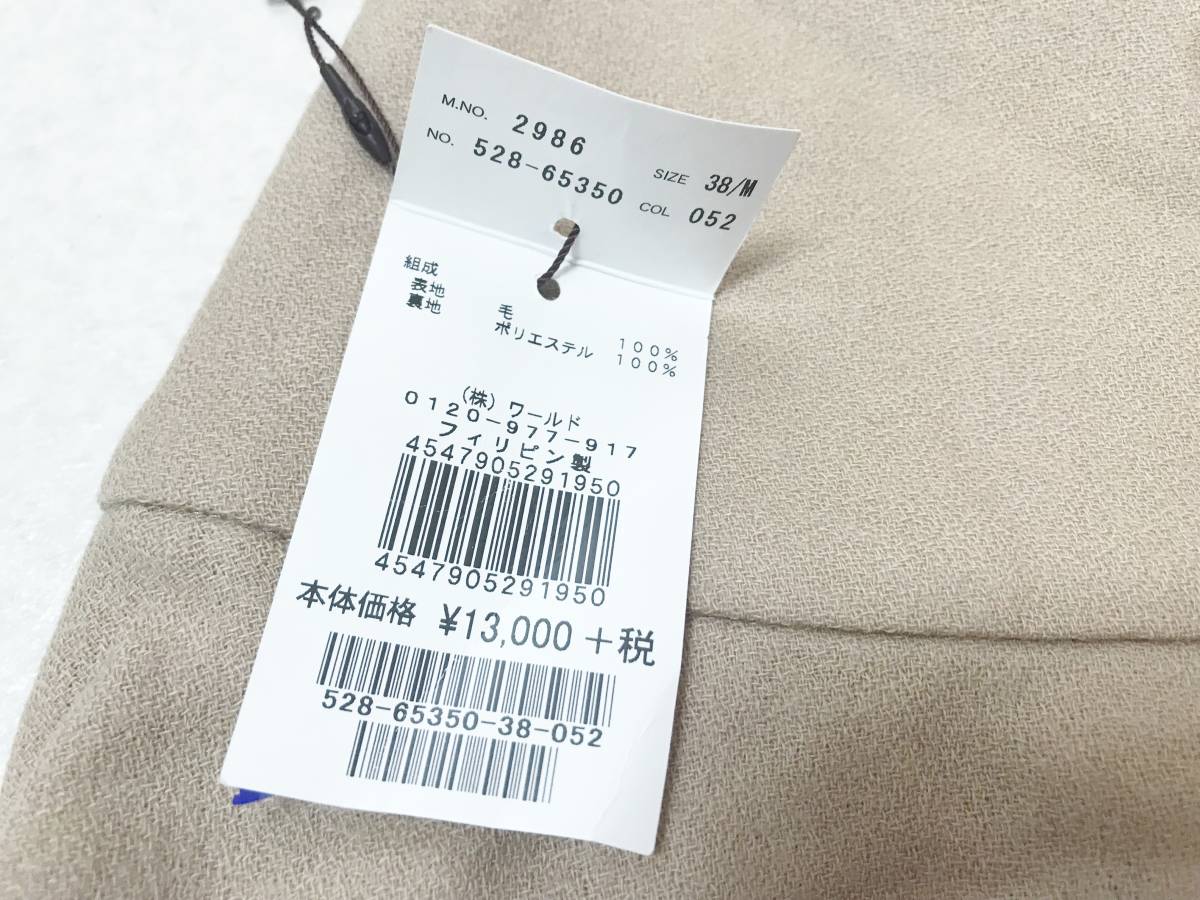 M.NO. 2986
NO. 528-65350 SIZE 38/M
COL 052
組成
表地 毛 100%
裏地 ポリエステル 100%
(株)ワールド
0120-977-917
フィリピン製
4547905291950
4547905291950
本体価格 ¥13,000+税
528-65350-38-052